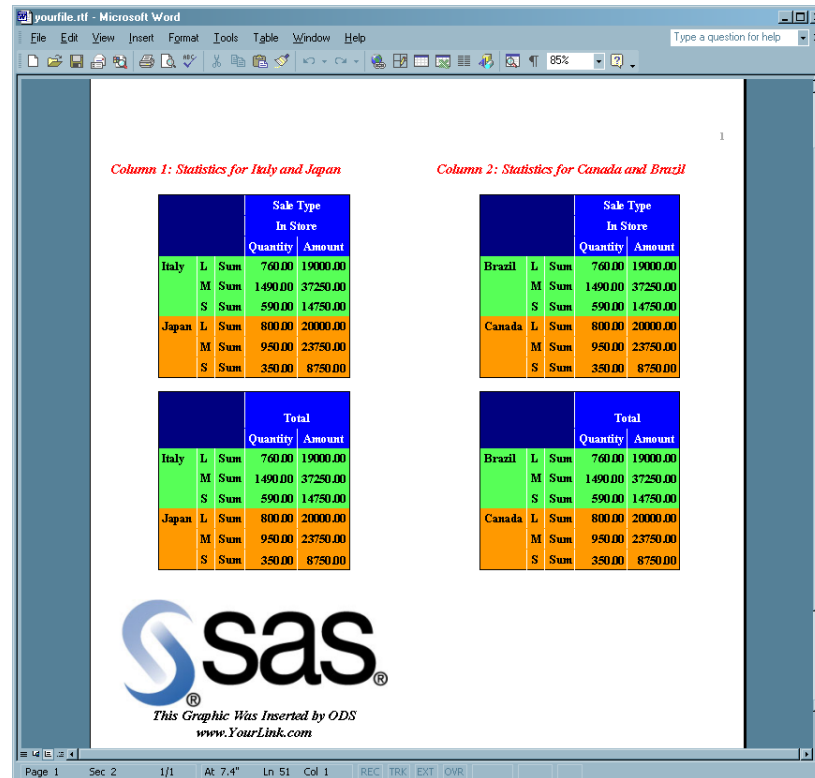 yourfile.rtf - Microsoft Word
File Edit View Insert Format Tools Table Window Help
Type a question for help
85%
1
Column 1: Statistics for Italy and Japan
Sale Type
In Store
Quantity Amount
Italy L Sum 760.00 19000.00
M Sum 1490.00 37250.00
S Sum 590.00 14750.00
Japan L Sum 800.00 20000.00
M Sum 950.00 23750.00
S Sum 350.00 8750.00
Total
Quantity Amount
Italy L Sum 760.00 19000.00
M Sum 1490.00 37250.00
S Sum 590.00 14750.00
Japan L Sum 800.00 20000.00
M Sum 950.00 23750.00
S Sum 350.00 8750.00
Column 2: Statistics for Canada and Brazil
Sale Type
In Store
Quantity Amount
Brazil L Sum 760.00 19000.00
M Sum 1490.00 37250.00
S Sum 590.00 14750.00
Canada L Sum 800.00 20000.00
M Sum 950.00 23750.00
S Sum 350.00 8750.00
Total
Quantity Amount
Brazil L Sum 760.00 19000.00
M Sum 1490.00 37250.00
S Sum 590.00 14750.00
Canada L Sum 800.00 20000.00
M Sum 950.00 23750.00
S Sum 350.00 8750.00
sas®
®
This Graphic Was Inserted by ODS
www.YourLink.com
Page 1 Sec 2 1/1 At 7.4" Ln 51 Col 1 REC TRK EXT OVR